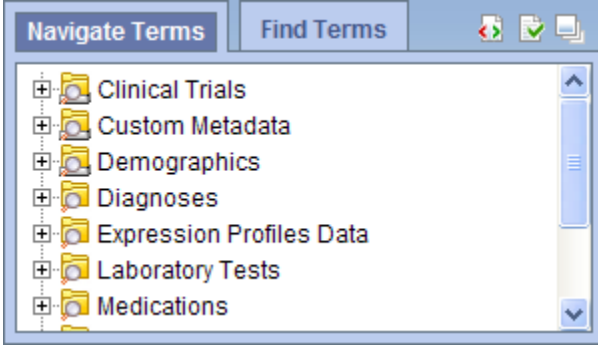 Navigate Terms
Find Terms
Clinical Trials
Custom Metadata
Demographics
Diagnoses
Expression Profiles Data
Laboratory Tests
Medications